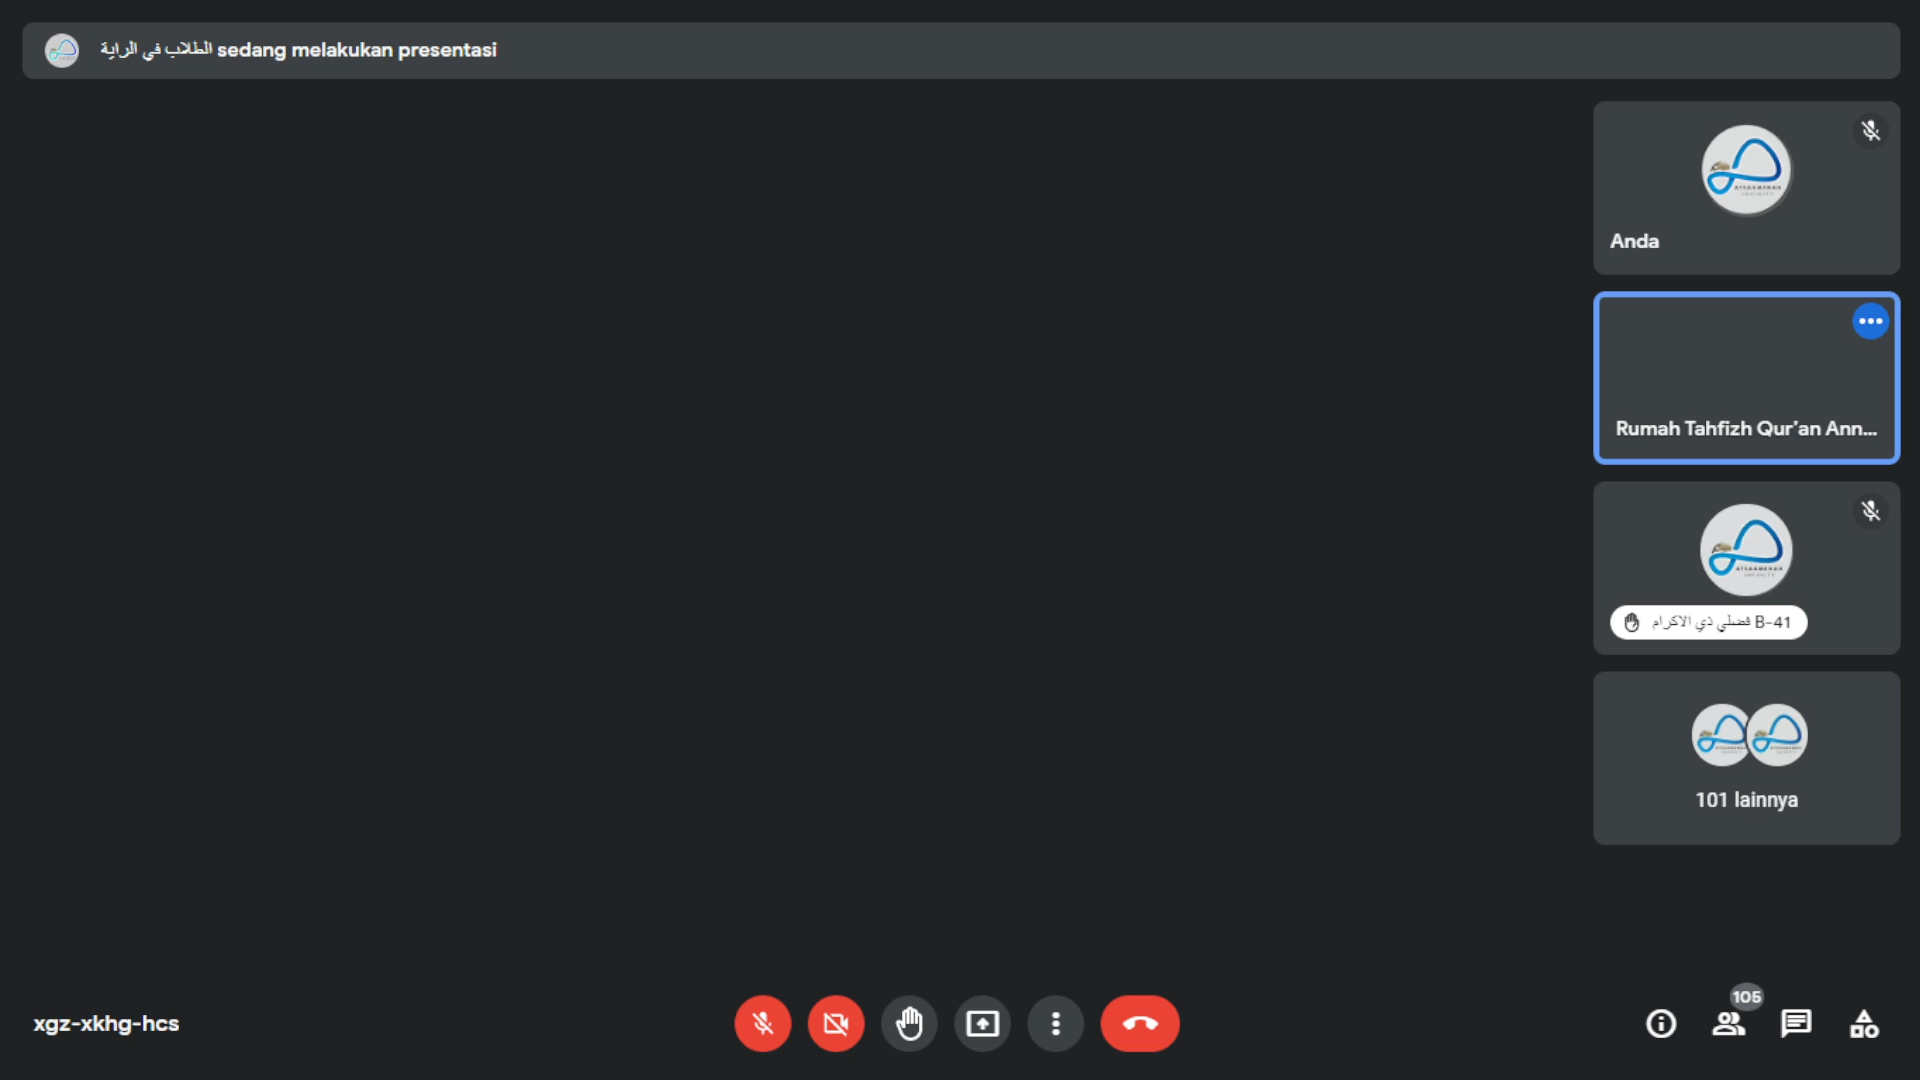 الطلاب في الراية sedang melakukan presentasi
Anda
Rumah Tahfizh Qur'an Ann...
B-41 فضلي ذي الاكرام
101 lainnya
xgz-xkhg-hcs
105